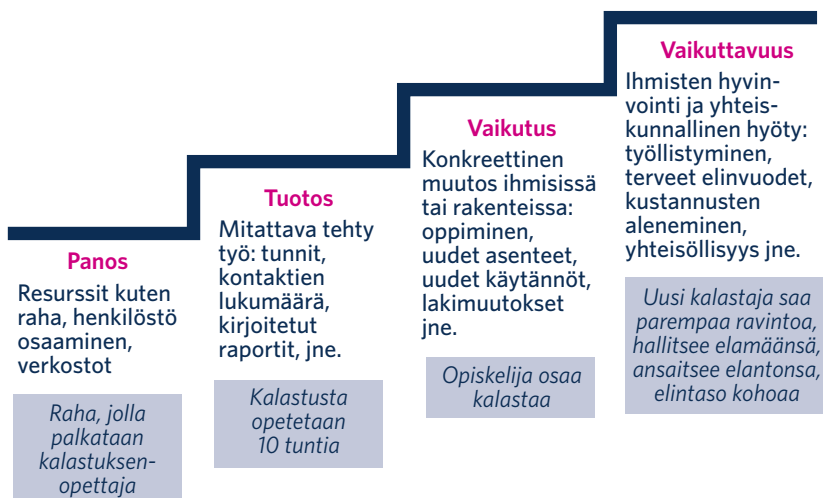 Panos
Resurssit kuten
raha, henkilöstö
osaaminen,
verkostot
Raha, jolla
palkataan
kalastuksen-
opettaja
Tuotos
Mitattava tehty
työ: tunnit,
kontaktien
lukumäärä,
kirjoitetut
raportit, jne.
Kalastusta
opetetaan
10 tuntia
Vaikutus
Konkreettinen
muutos ihmisissä
tai rakenteissa:
oppiminen,
uudet asenteet,
uudet käytännöt,
lakimuutokset
jne.
Opiskelija osaa
kalastaa
Vaikuttavuus
Ihmisten hyvin-
vointi ja yhteis-
kunnallinen hyöty:
työllistyminen,
terveet elinvuodet,
kustannusten
aleneminen,
yhteisöllisyys jne.
Uusi kalastaja saa
parempaa ravintoa,
hallitsee elamäänsä,
ansaitsee elantonsa,
elintaso kohoaa